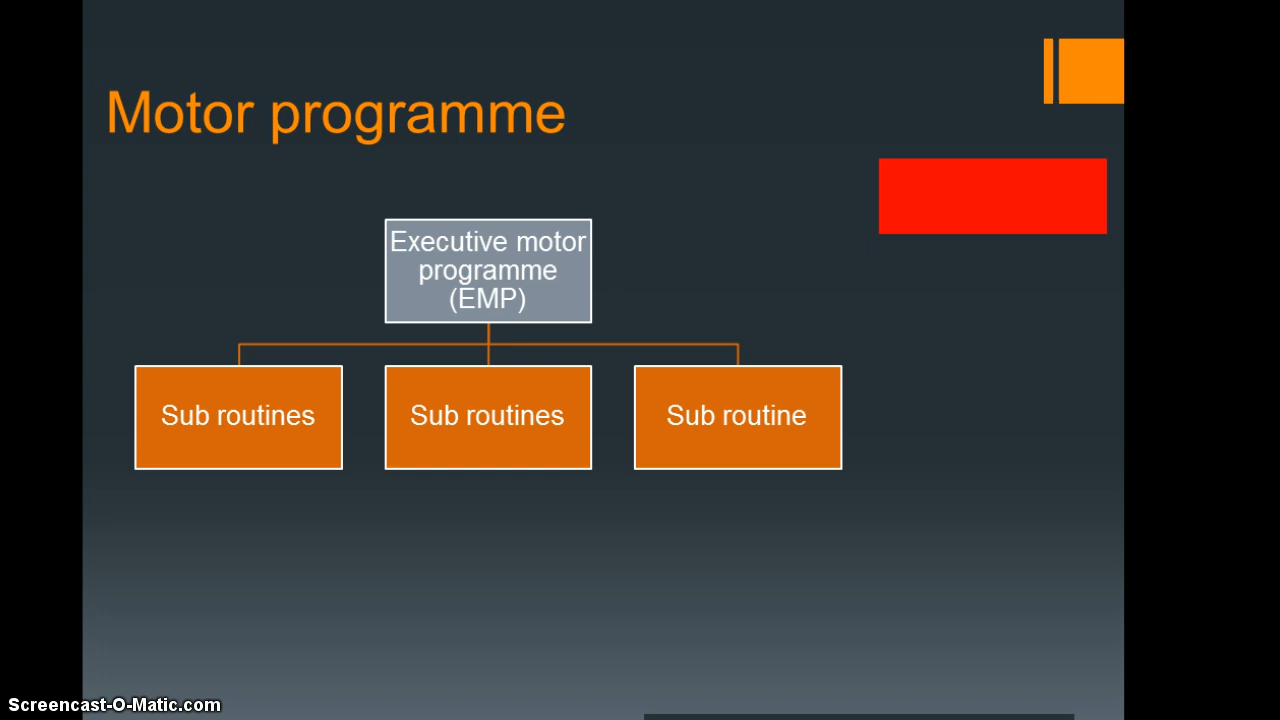 Motor programme
Executive motor
programme
(EMP)
Sub routines
Sub routines
Sub routine
Screencast-O-Matic.com